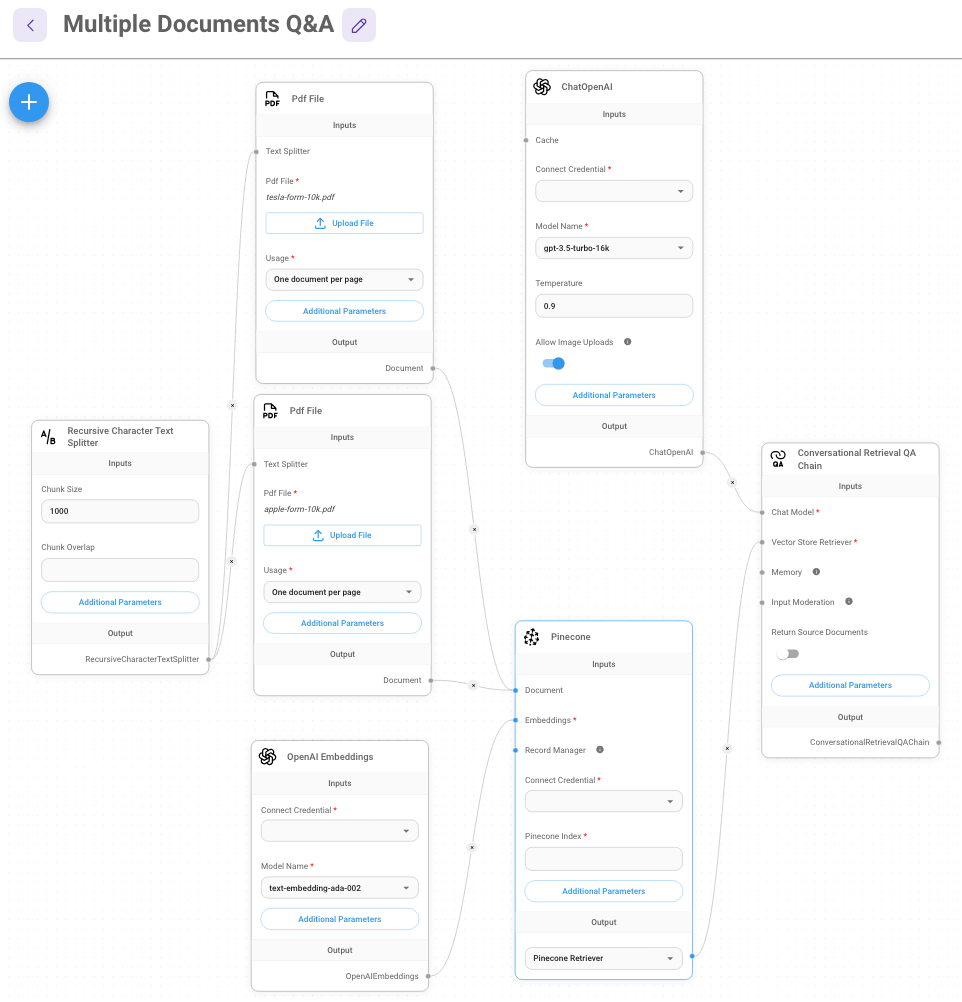 Multiple Documents Q&A
PDF
Pdf File
Inputs
Text Splitter
Pdf File *
tesla-form-10k.pdf
Upload File
Usage *
One document per page
Additional Parameters
Output
Document
PDF
Pdf File
Inputs
Text Splitter
Pdf File *
apple-form-10k.pdf
Upload File
Usage *
One document per page
Additional Parameters
Output
Document
A/B
Recursive Character Text
Splitter
Inputs
Chunk Size
1000
Chunk Overlap
Additional Parameters
Output
RecursiveCharacterTextSplitter
OpenAI Embeddings
Inputs
Connect Credential *
Model Name *
text-embedding-ada-002
Additional Parameters
Output
OpenAIEmbeddings
ChatOpenAI
Inputs
Cache
Connect Credential *
Model Name *
gpt-3.5-turbo-16k
Temperature
0.9
Allow Image Uploads
Additional Parameters
Output
ChatOpenAI
Pinecone
Inputs
Document
Embeddings *
Record Manager
Connect Credential *
Pinecone Index *
Additional Parameters
Output
Pinecone Retriever
QA
Conversational Retrieval QA
Chain
Inputs
Chat Model *
Vector Store Retriever *
Memory
Input Moderation
Return Source Documents
Additional Parameters
Output
ConversationalRetrievalQAChain